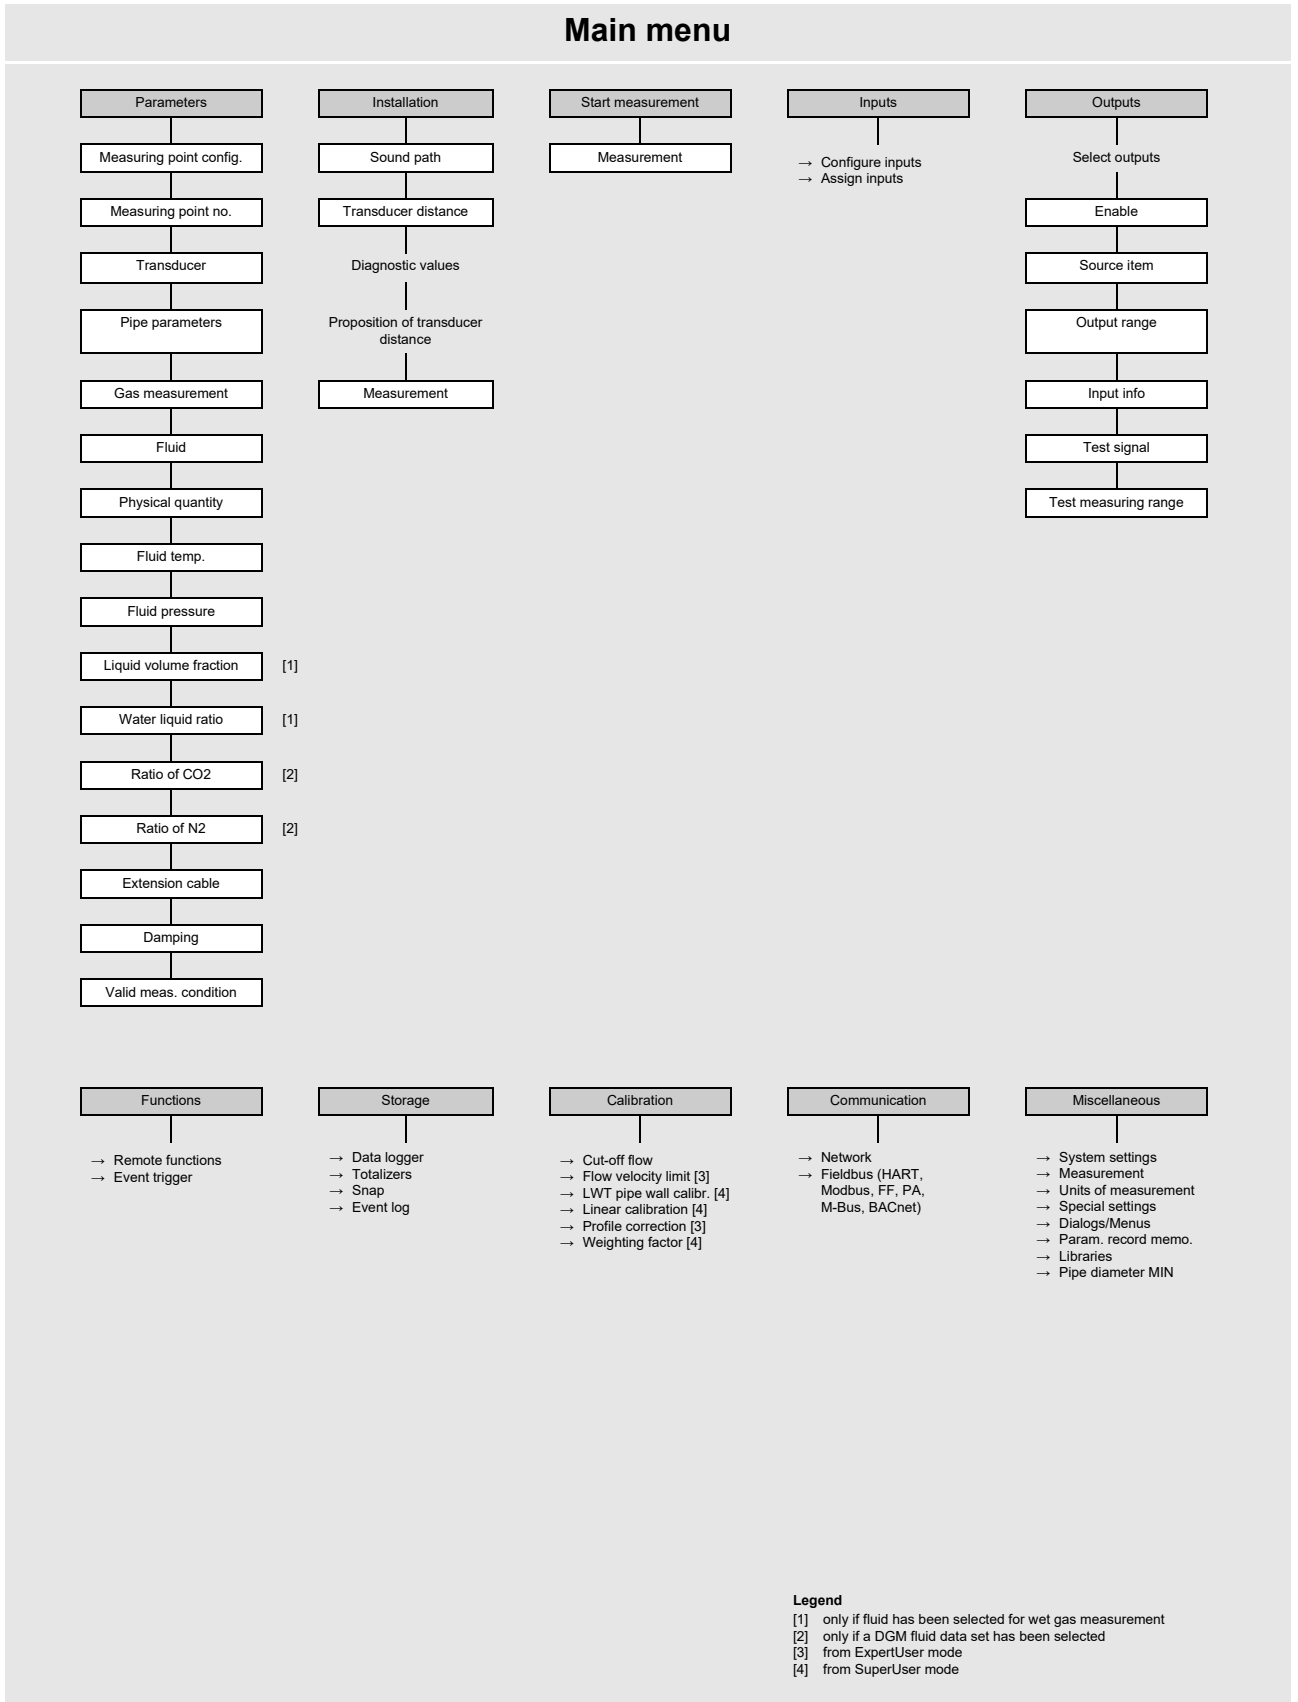 Main menu
Parameters
Measuring point config.
Measuring point no.
Transducer
Pipe parameters
Gas measurement
Fluid
Physical quantity
Fluid temp.
Fluid pressure
Liquid volume fraction [1]
Water liquid ratio [1]
Ratio of CO2 [2]
Ratio of N2 [2]
Extension cable
Damping
Valid meas. condition
Installation
Sound path
Transducer distance
Diagnostic values
Proposition of transducer
distance
Measurement
Start measurement
Measurement
Inputs
→ Configure inputs
→ Assign inputs
Outputs
Select outputs
Enable
Source item
Output range
Input info
Test signal
Test measuring range
Functions
→ Remote functions
→ Event trigger
Storage
→ Data logger
→ Totalizers
→ Snap
→ Event log
Calibration
→ Cut-off flow
→ Flow velocity limit [3]
→ LWT pipe wall calibr. [4]
→ Linear calibration [4]
→ Profile correction [3]
→ Weighting factor [4]
Communication
→ Network
→ Fieldbus (HART,
Modbus, FF, PA,
M-Bus, BACnet)
Miscellaneous
→ System settings
→ Measurement
→ Units of measurement
→ Special settings
→ Dialogs/Menus
→ Param. record memo.
→ Libraries
→ Pipe diameter MIN
Legend
[1] only if fluid has been selected for wet gas measurement
[2] only if a DGM fluid data set has been selected
[3] from ExpertUser mode
[4] from SuperUser mode